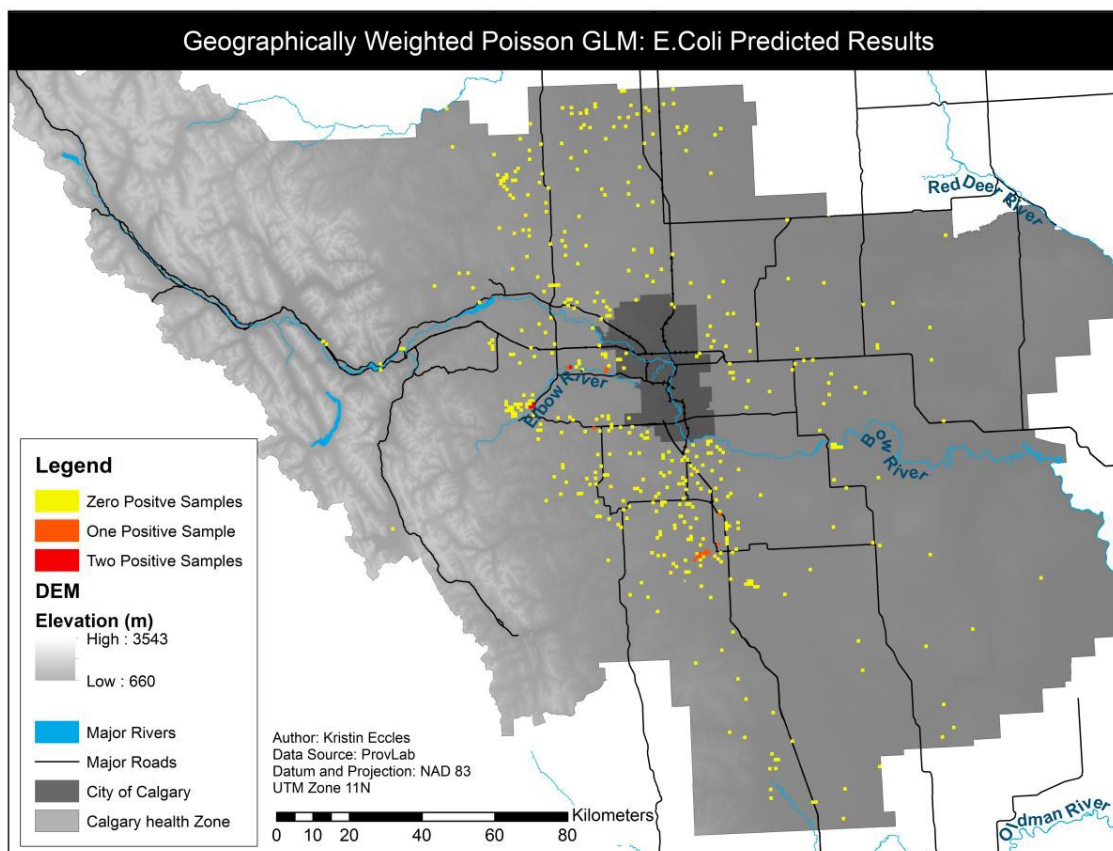 Geographically Weighted Poisson GLM: E.Coli Predicted Results
Red Deer River
Elbow River
Bow River
Legend
Zero Positve Samples
One Positive Sample
Two Positive Samples
DEM
Elevation (m)
High : 3543
Low : 660
Major Rivers
Major Roads
City of Calgary
Calgary health Zone
Author: Kristin Eccles
Data Source: ProvLab
Datum and Projection: NAD 83
UTM Zone 11N
Kilometers
0 10 20 40 60 80
Oldman River